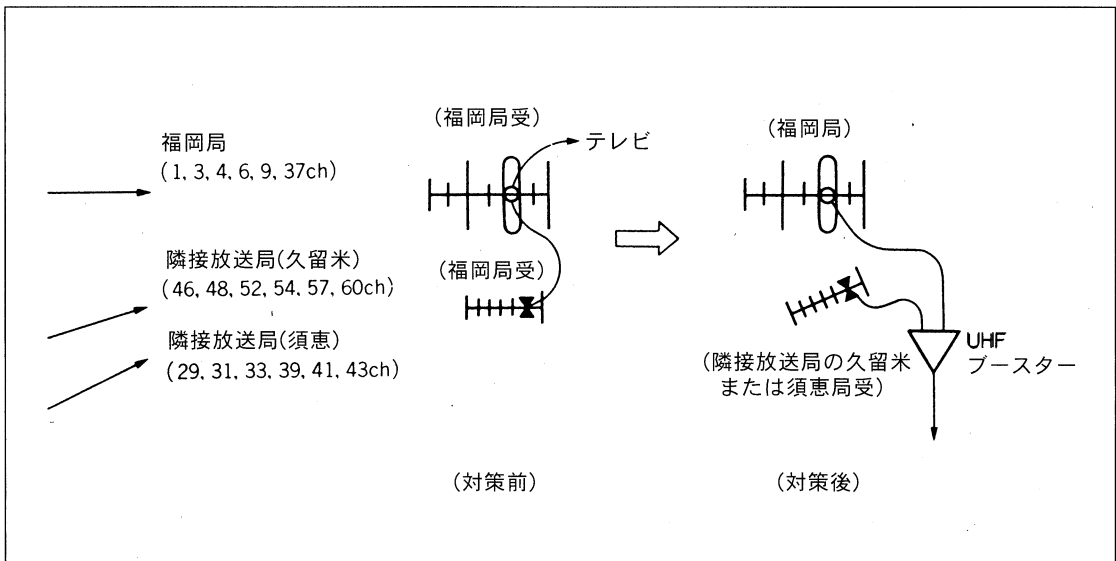 福岡局
(1, 3, 4, 6, 9, 37ch)
隣接放送局(久留米)
(46, 48, 52, 54, 57, 60ch)
隣接放送局(須恵)
(29, 31, 33, 39, 41, 43ch)
(福岡局受)
テレビ
(福岡局受)
(対策前)
(福岡局)
(隣接放送局の久留米
または須恵局受)
UHF
ブースター
(対策後)